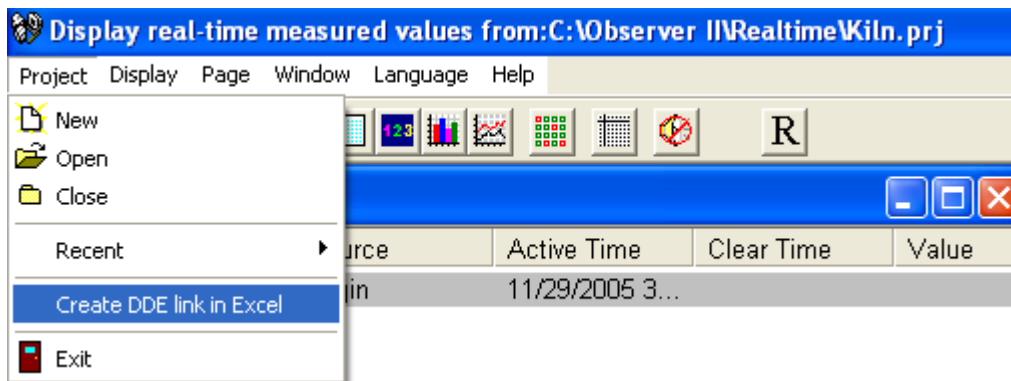 Display real-time measured values from:C:\Observer II\Realtime\Kiln.prj
Project Display Page Window Language Help
New
123
R
Open
Close
Recent
urce Active Time Clear Time Value
Create DDE link in Excel
gin 11/29/2005 3...
Exit